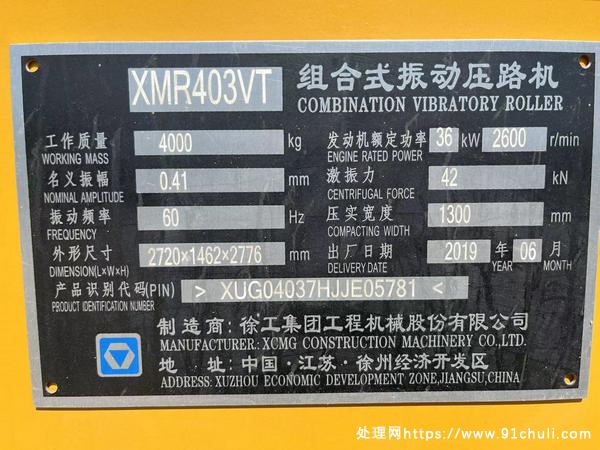 XMR403VT 组合式振动压路机
COMBINATION VIBRATORY ROLLER
工作质量 4000 kg 发动机额定功率 36 kW 2600 r/min
WORKING MASS ENGINE RATED POWER
名义振幅 0.41 mm 激振力 42 kN
NOMINAL AMPLITUDE CENTRIFUGAL FORCE
振动频率 60 Hz 压实宽度 1300 mm
FREQUENCY COMPACTING WIDTH
外形尺寸 2720×1462×2776 mm 出厂日期 2019 年 06 月
DIMENSION(L×W×H) DELIVERY DATE YEAR MONTH
产品识别代码(PIN) > XUG04037HJJE05781 <
PRODUCT IDENTIFICATION NUMBER
制造商:徐工集团工程机械股份有限公司
MANUFACTURER: XCMG CONSTRUCTION MACHINERY CO.,LTD.
地 址:中国·江苏·徐州经济开发区
ADDRESS: XUZHOU ECONOMIC DEVELOPMENT ZONE,JIANGSU,CHINA
处理网https://www.91chuli.com/